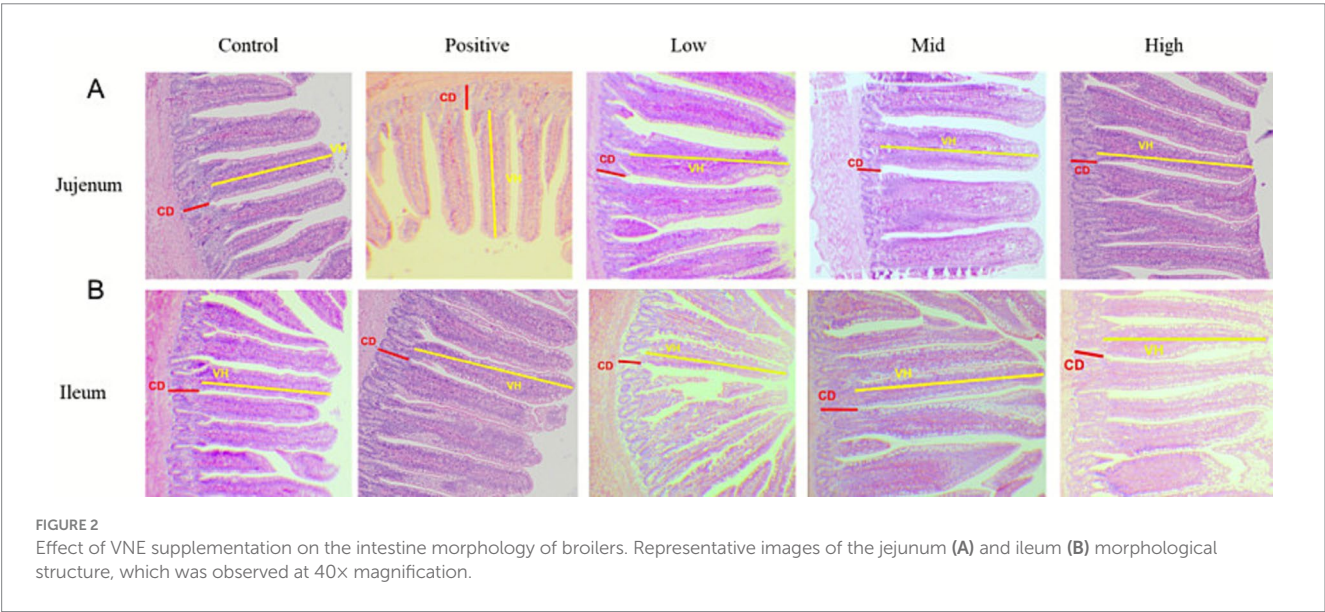 Control Positive Low Mid High
A
Jujenum
CD VH CD VH CD VH CD VH CD VH
B
Ileum
CD VH CD VH CD VH CD VH CD VH
FIGURE 2
Effect of VNE supplementation on the intestine morphology of broilers. Representative images of the jejunum (A) and ileum (B) morphological
structure, which was observed at 40× magnification.